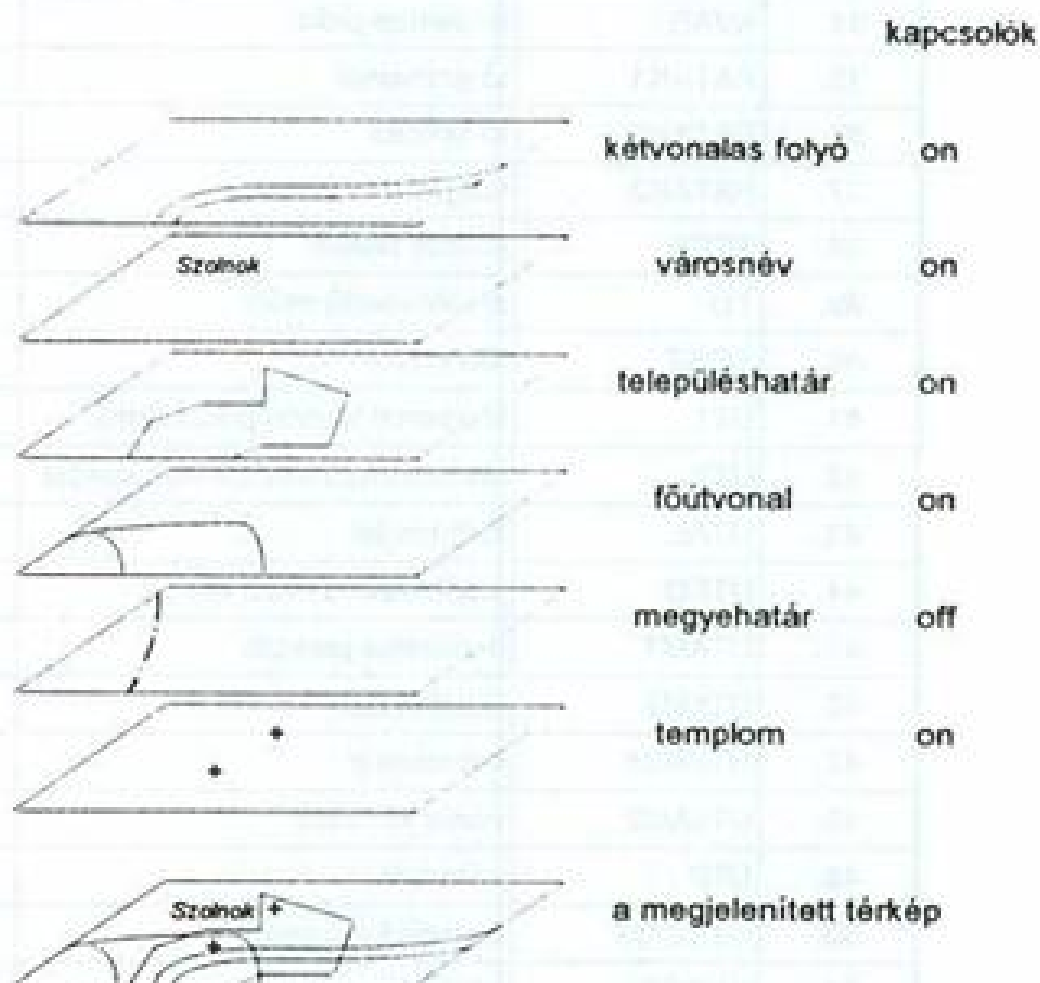 kapcsolók
kétvonalas folyó on
Szolnok
városnév on
településhatár on
főútvonal on
megyehatár off
templom on
Szolnok
a megjelenített térkép